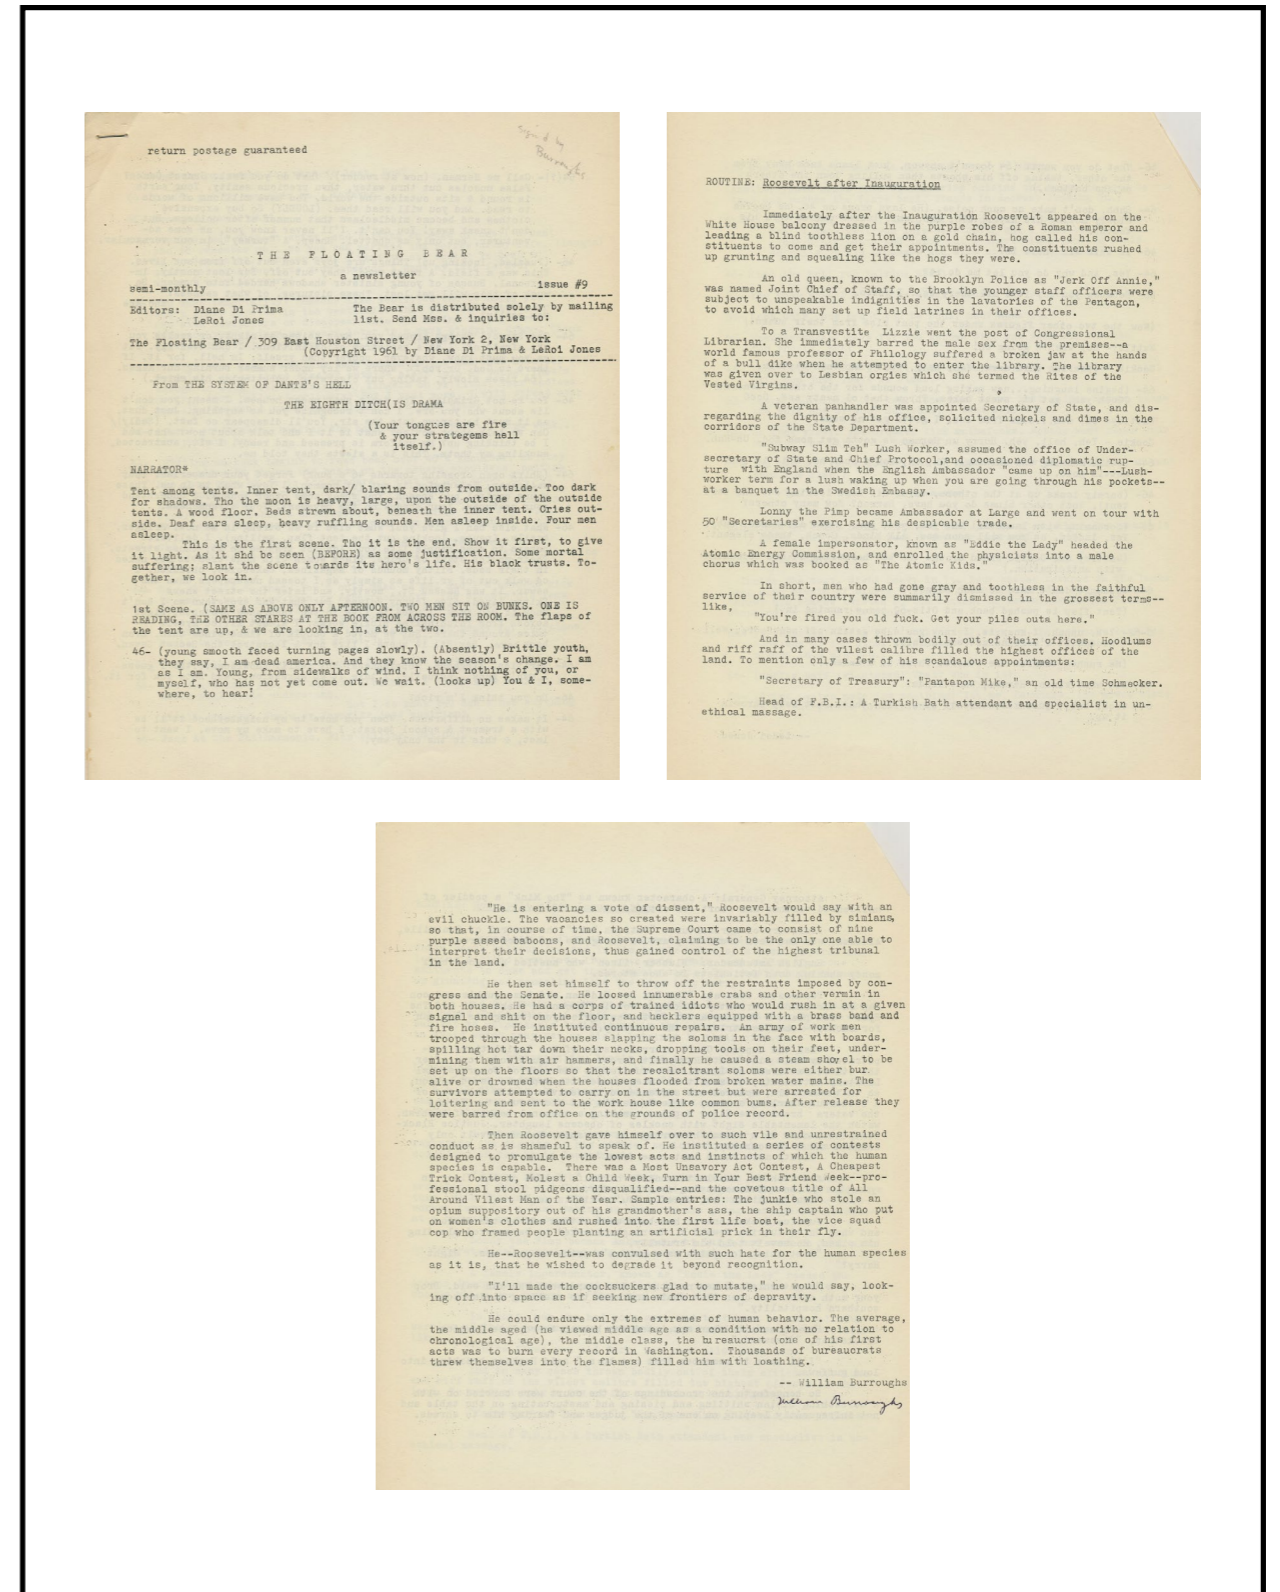 Signed by
Burroughs
return postage guaranteed
T H E   F L O A T I N G   B E A R
a newsletter
semi-monthly issue #9
Editors: Diane Di Prima The Bear is distributed solely by mailing
LeRoi Jones list. Send Mss. & inquiries to:
The Floating Bear / 309 East Houston Street / New York 2, New York
(Copyright 1961 by Diane Di Prima & LeRoi Jones
From THE SYSTEM OF DANTE'S HELL
THE EIGHTH DITCH(IS DRAMA
(Your tongues are fire
& your strategems hell
itself.)
NARRATOR*
Tent among tents. Inner tent, dark/ blaring sounds from outside. Too dark
for shadows. Tho the moon is heavy, large, upon the outside of the outside
tents. A wood floor. Beds strewn about, beneath the inner tent. Cries out-
side. Deaf ears sleep, heavy ruffling sounds. Men asleep inside. Four men
asleep.
This is the first scene. Tho it is the end. Show it first, to give
it light. As it shd be seen (BEFORE) as some justification. Some mortal
suffering; slant the scene towards its hero's life. His black trusts. To-
gether, we look in.
1st Scene. (SAME AS ABOVE ONLY AFTERNOON. TWO MEN SIT ON BUNKS. ONE IS
READING, THE OTHER STARES AT THE BOOK FROM ACROSS THE ROOM. The flaps of
the tent are up, & we are looking in, at the two.
46- (young smooth faced turning pages slowly). (Absently) Brittle youth,
they say, I am dead america. And they know the season's change. I am
as I am. Young, from sidewalks of wind. I think nothing of you, or
myself, who has not yet come out. We wait. (looks up) You & I, some-
where, to hear!
ROUTINE: Roosevelt after Inauguration
Immediately after the Inauguration Roosevelt appeared on the
White House balcony dressed in the purple robes of a Roman emperor and
leading a blind toothless lion on a gold chain, hog called his con-
stituents to come and get their appointments. The constituents rushed
up grunting and squealing like the hogs they were.
An old queen, known to the Brooklyn Police as "Jerk Off Annie,"
was named Joint Chief of Staff, so that the younger staff officers were
subject to unspeakable indignities in the lavatories of the Pentagon,
to avoid which many set up field latrines in their offices.
To a Transvestite Lizzie went the post of Congressional
Librarian. She immediately barred the male sex from the premises--a
world famous professor of Philology suffered a broken jaw at the hands
of a bull dike when he attempted to enter the library. The library
was given over to Lesbian orgies which she termed the Rites of the
Vested Virgins.
A veteran panhandler was appointed Secretary of State, and dis-
regarding the dignity of his office, solicited nickels and dimes in the
corridors of the State Department.
"Subway Slim Teh" Lush Worker, assumed the office of Under-
secretary of State and Chief Protocol,and occasioned diplomatic rup-
ture with England when the English Ambassador "came up on him"---Lush-
worker term for a lush waking up when you are going through his pockets--
at a banquet in the Swedish Embassy.
Lonny the Pimp became Ambassador at Large and went on tour with
50 "Secretaries" exercising his despicable trade.
A female impersonator, known as "Eddie the Lady" headed the
Atomic Energy Commission, and enrolled the physicists into a male
chorus which was booked as "The Atomic Kids."
In short, men who had gone gray and toothless in the faithful
service of their country were summarily dismissed in the grossest terms--
like,
"You're fired you old fuck. Get your piles outa here."
And in many cases thrown bodily out of their offices. Hoodlums
and riff raff of the vilest calibre filled the highest offices of the
land. To mention only a few of his scandalous appointments:
"Secretary of Treasury": "Pantapon Mike," an old time Schmecker.
Head of F.B.I.: A Turkish Bath attendant and specialist in un-
ethical massage.
"He is entering a vote of dissent," Roosevelt would say with an
evil chuckle. The vacancies so created were invariably filled by simians,
so that, in course of time, the Supreme Court came to consist of nine
purple assed baboons, and Roosevelt, claiming to be the only one able to
interpret their decisions, thus gained control of the highest tribunal
in the land.
He then set himself to throw off the restraints imposed by con-
gress and the Senate. He loosed innumerable crabs and other vermin in
both houses. He had a corps of trained idiots who would rush in at a given
signal and shit on the floor, and hecklers equipped with a brass band and
fire hoses. He instituted continuous repairs. An army of work men
trooped through the houses slapping the soloms in the face with boards,
spilling hot tar down their necks, dropping tools on their feet, under-
mining them with air hammers, and finally he caused a steam shovel to be
set up on the floors so that the recalcitrant soloms were either bur
alive or drowned when the houses flooded from broken water mains. The
survivors attempted to carry on in the street but were arrested for
loitering and sent to the work house like common bums. After release they
were barred from office on the grounds of police record.
Then Roosevelt gave himself over to such vile and unrestrained
conduct as is shameful to speak of. He instituted a series of contests
designed to promulgate the lowest acts and instincts of which the human
species is capable. There was a Most Unsavory Act Contest, A Cheapest
Trick Contest, Molest a Child Week, Turn in Your Best Friend Week--pro-
fessional stool pidgeons disqualified--and the covetous title of All
Around Vilest Man of the Year. Sample entries: The junkie who stole an
opium suppository out of his grandmother's ass, the ship captain who put
on women's clothes and rushed into the first life boat, the vice squad
cop who framed people planting an artificial prick in their fly.
He--Roosevelt--was convulsed with such hate for the human species
as it is, that he wished to degrade it beyond recognition.
"I'll made the cocksuckers glad to mutate," he would say, look-
ing off into space as if seeking new frontiers of depravity.
He could endure only the extremes of human behavior. The average,
the middle aged (he viewed middle age as a condition with no relation to
chronological age), the middle class, the bureaucrat (one of his first
acts was to burn every record in Washington. Thousands of bureaucrats
threw themselves into the flames) filled him with loathing.
-- William Burroughs
William Burroughs